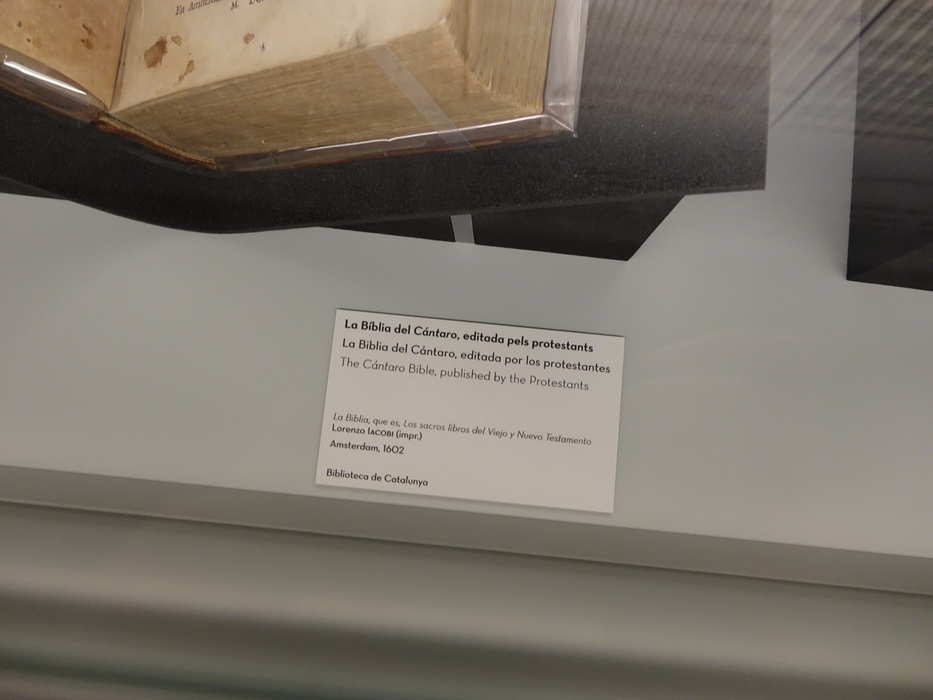 En
La Bíblia del Cántaro, editada pels protestants
La Biblia del Cántaro, editada por los protestantes
The Cántaro Bible, published by the Protestants
La Biblia, que es, Los sacros libros del Viejo y Nuevo Testamento
Lorenzo IACOBI (impr.)
Amsterdam, 1602
Biblioteca de Catalunya